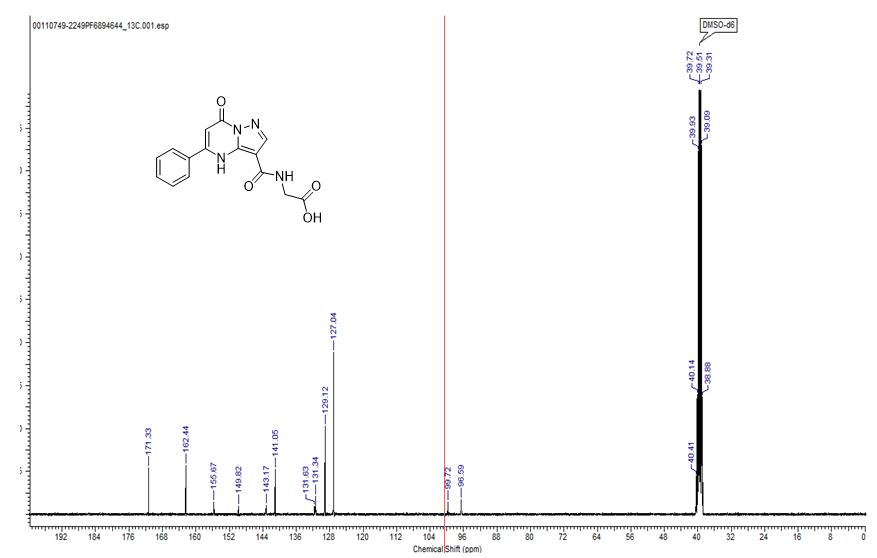 00110749-2249PF6894644_13C.001.esp
DMSO-d6
39.72
39.51
39.31
39.93
39.09
O
N
N
N
H
O
NH
O
OH
127.04
129.12
171.33
162.44
155.67
149.82
143.17
141.05
131.63
131.34
99.72
96.59
40.14
38.88
40.41
192 184 176 168 160 152 144 136 128 120 112 104 96 88 80 72 64 56 48 40 32 24 16 8 0
Chemical Shift (ppm)